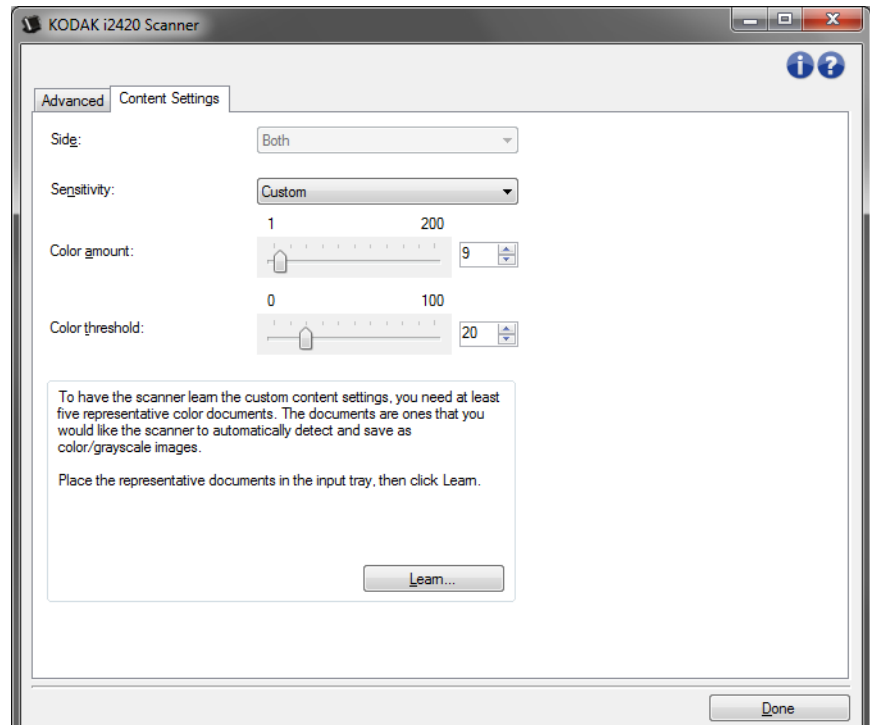 KODAK i2420 Scanner
Advanced Content Settings
Side: Both
Sensitivity: Custom
1 200
Color amount: 9
0 100
Color threshold: 20
To have the scanner learn the custom content settings, you need at least
five representative color documents. The documents are ones that you
would like the scanner to automatically detect and save as
color/grayscale images.
Place the representative documents in the input tray, then click Learn.
Learn...
Done